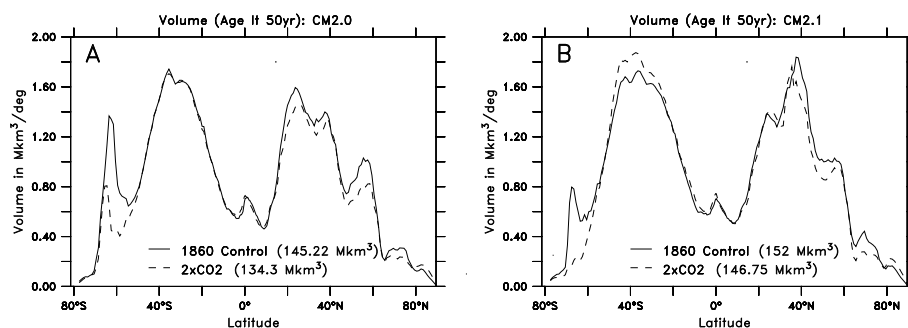 Volume (Age lt 50yr): CM2.0
A
2.00
1.60
1.20
0.80
0.40
0.00
Volume in Mkm³/deg
1860 Control (145.22 Mkm³)
2xCO2 (134.3 Mkm³)
80°S 40°S 0° 40°N 80°N
Latitude
Volume (Age lt 50yr): CM2.1
B
2.00
1.60
1.20
0.80
0.40
0.00
Volume in Mkm³/deg
1860 Control (152 Mkm³)
2xCO2 (146.75 Mkm³)
80°S 40°S 0° 40°N 80°N
Latitude